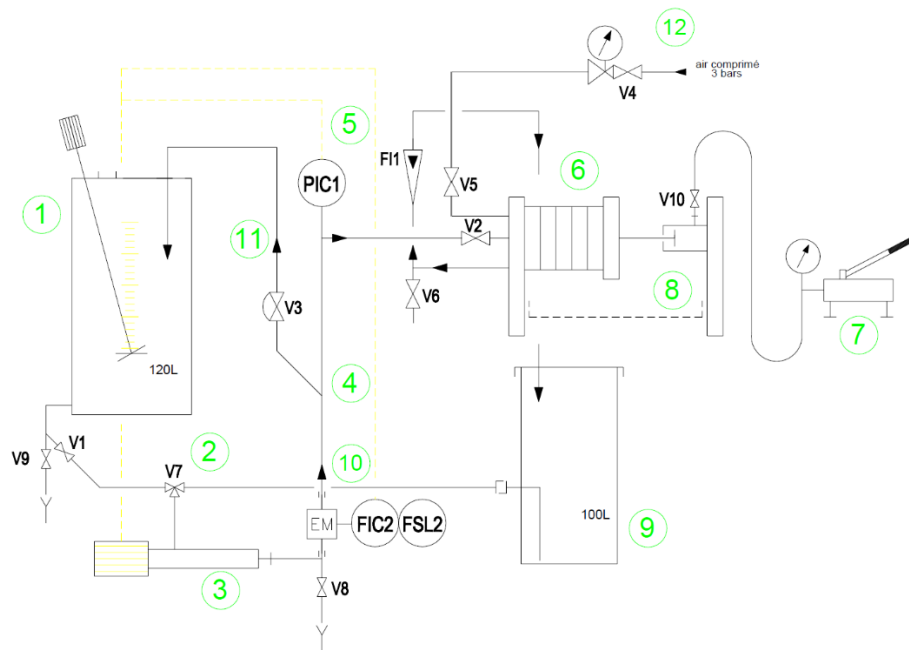 12
air comprimé
3 bars
V4
5
FI1
V5
6
V10
PIC1
1
11
V2
V6
V3
8
7
120L
4
V9
V1
2
V7
10
EM
FIC2
FSL2
100L
9
3
V8